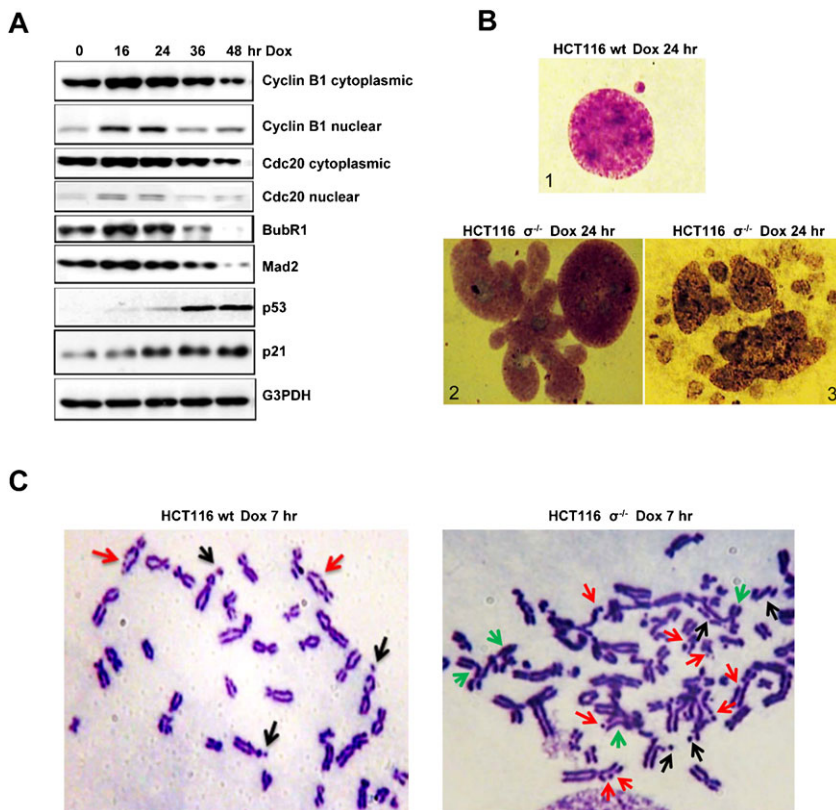 A
0 16 24 36 48 hr Dox
Cyclin B1 cytoplasmic
Cyclin B1 nuclear
Cdc20 cytoplasmic
Cdc20 nuclear
BubR1
Mad2
p53
p21
G3PDH
B
HCT116 wt Dox 24 hr
1
HCT116 σ-/- Dox 24 hr
HCT116 σ-/- Dox 24 hr
2
3
C
HCT116 wt Dox 7 hr
HCT116 σ-/- Dox 7 hr